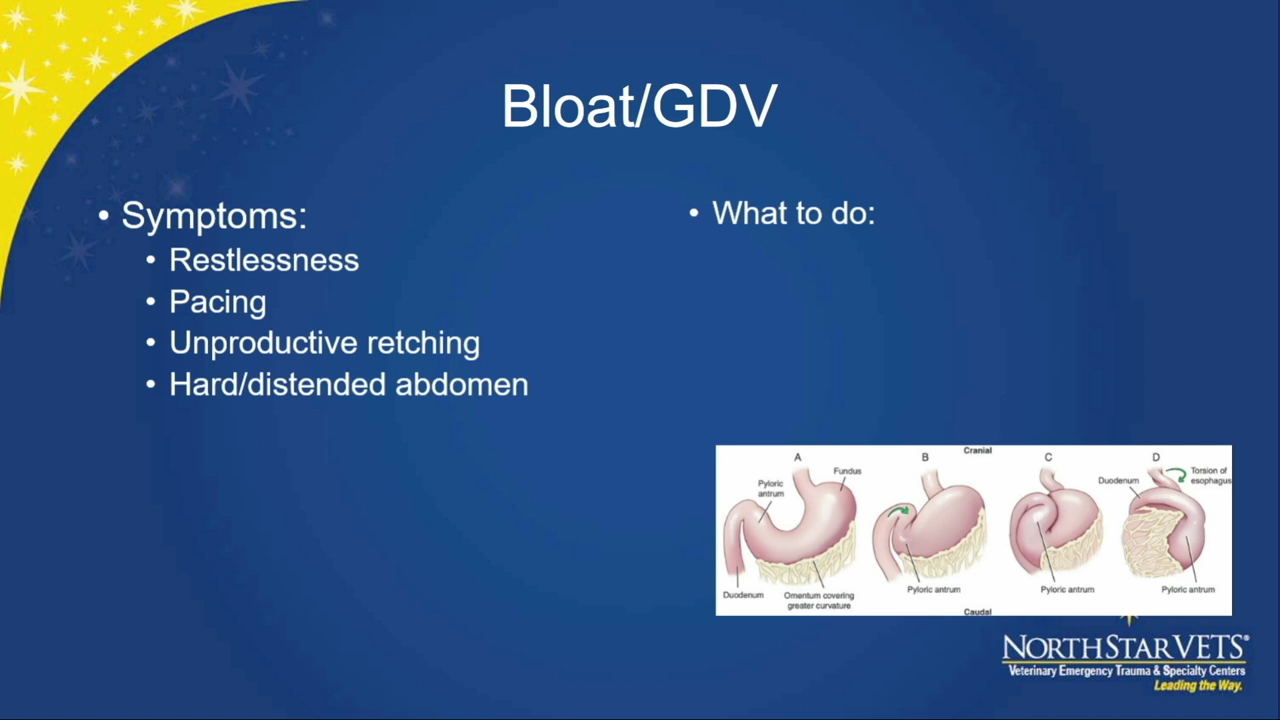 Bloat/GDV
• Symptoms:
• Restlessness
• Pacing
• Unproductive retching
• Hard/distended abdomen
• What to do:
A
B
Cranial
C
D
Pyloric
antrum
Fundus
Duodenum
Torsion of
esophagus
Duodenum
Omentum covering
greater curvature
Pyloric antrum
Pyloric antrum
Pyloric antrum
Caudal
NORTHSTAR VETS®
Veterinary Emergency Trauma & Specialty Centers
Leading the Way.